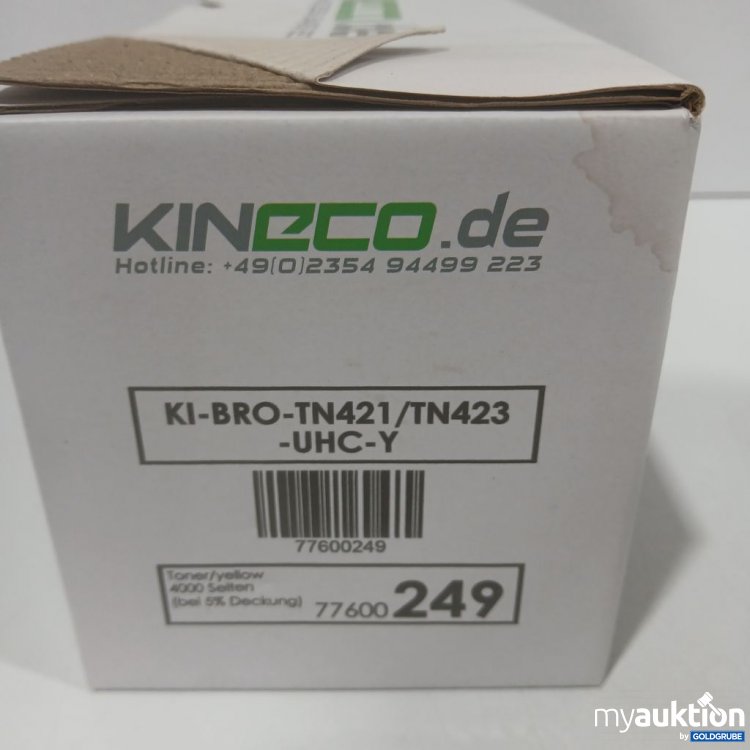 KINECO.de
Hotline: +49(0)2354 94499 223
KI-BRO-TN421/TN423
-UHC-Y
77600249
Toner/yellow
4000 Seiten
(bei 5% Deckung) 77600 249
myauktion
by GOLDGRUBE